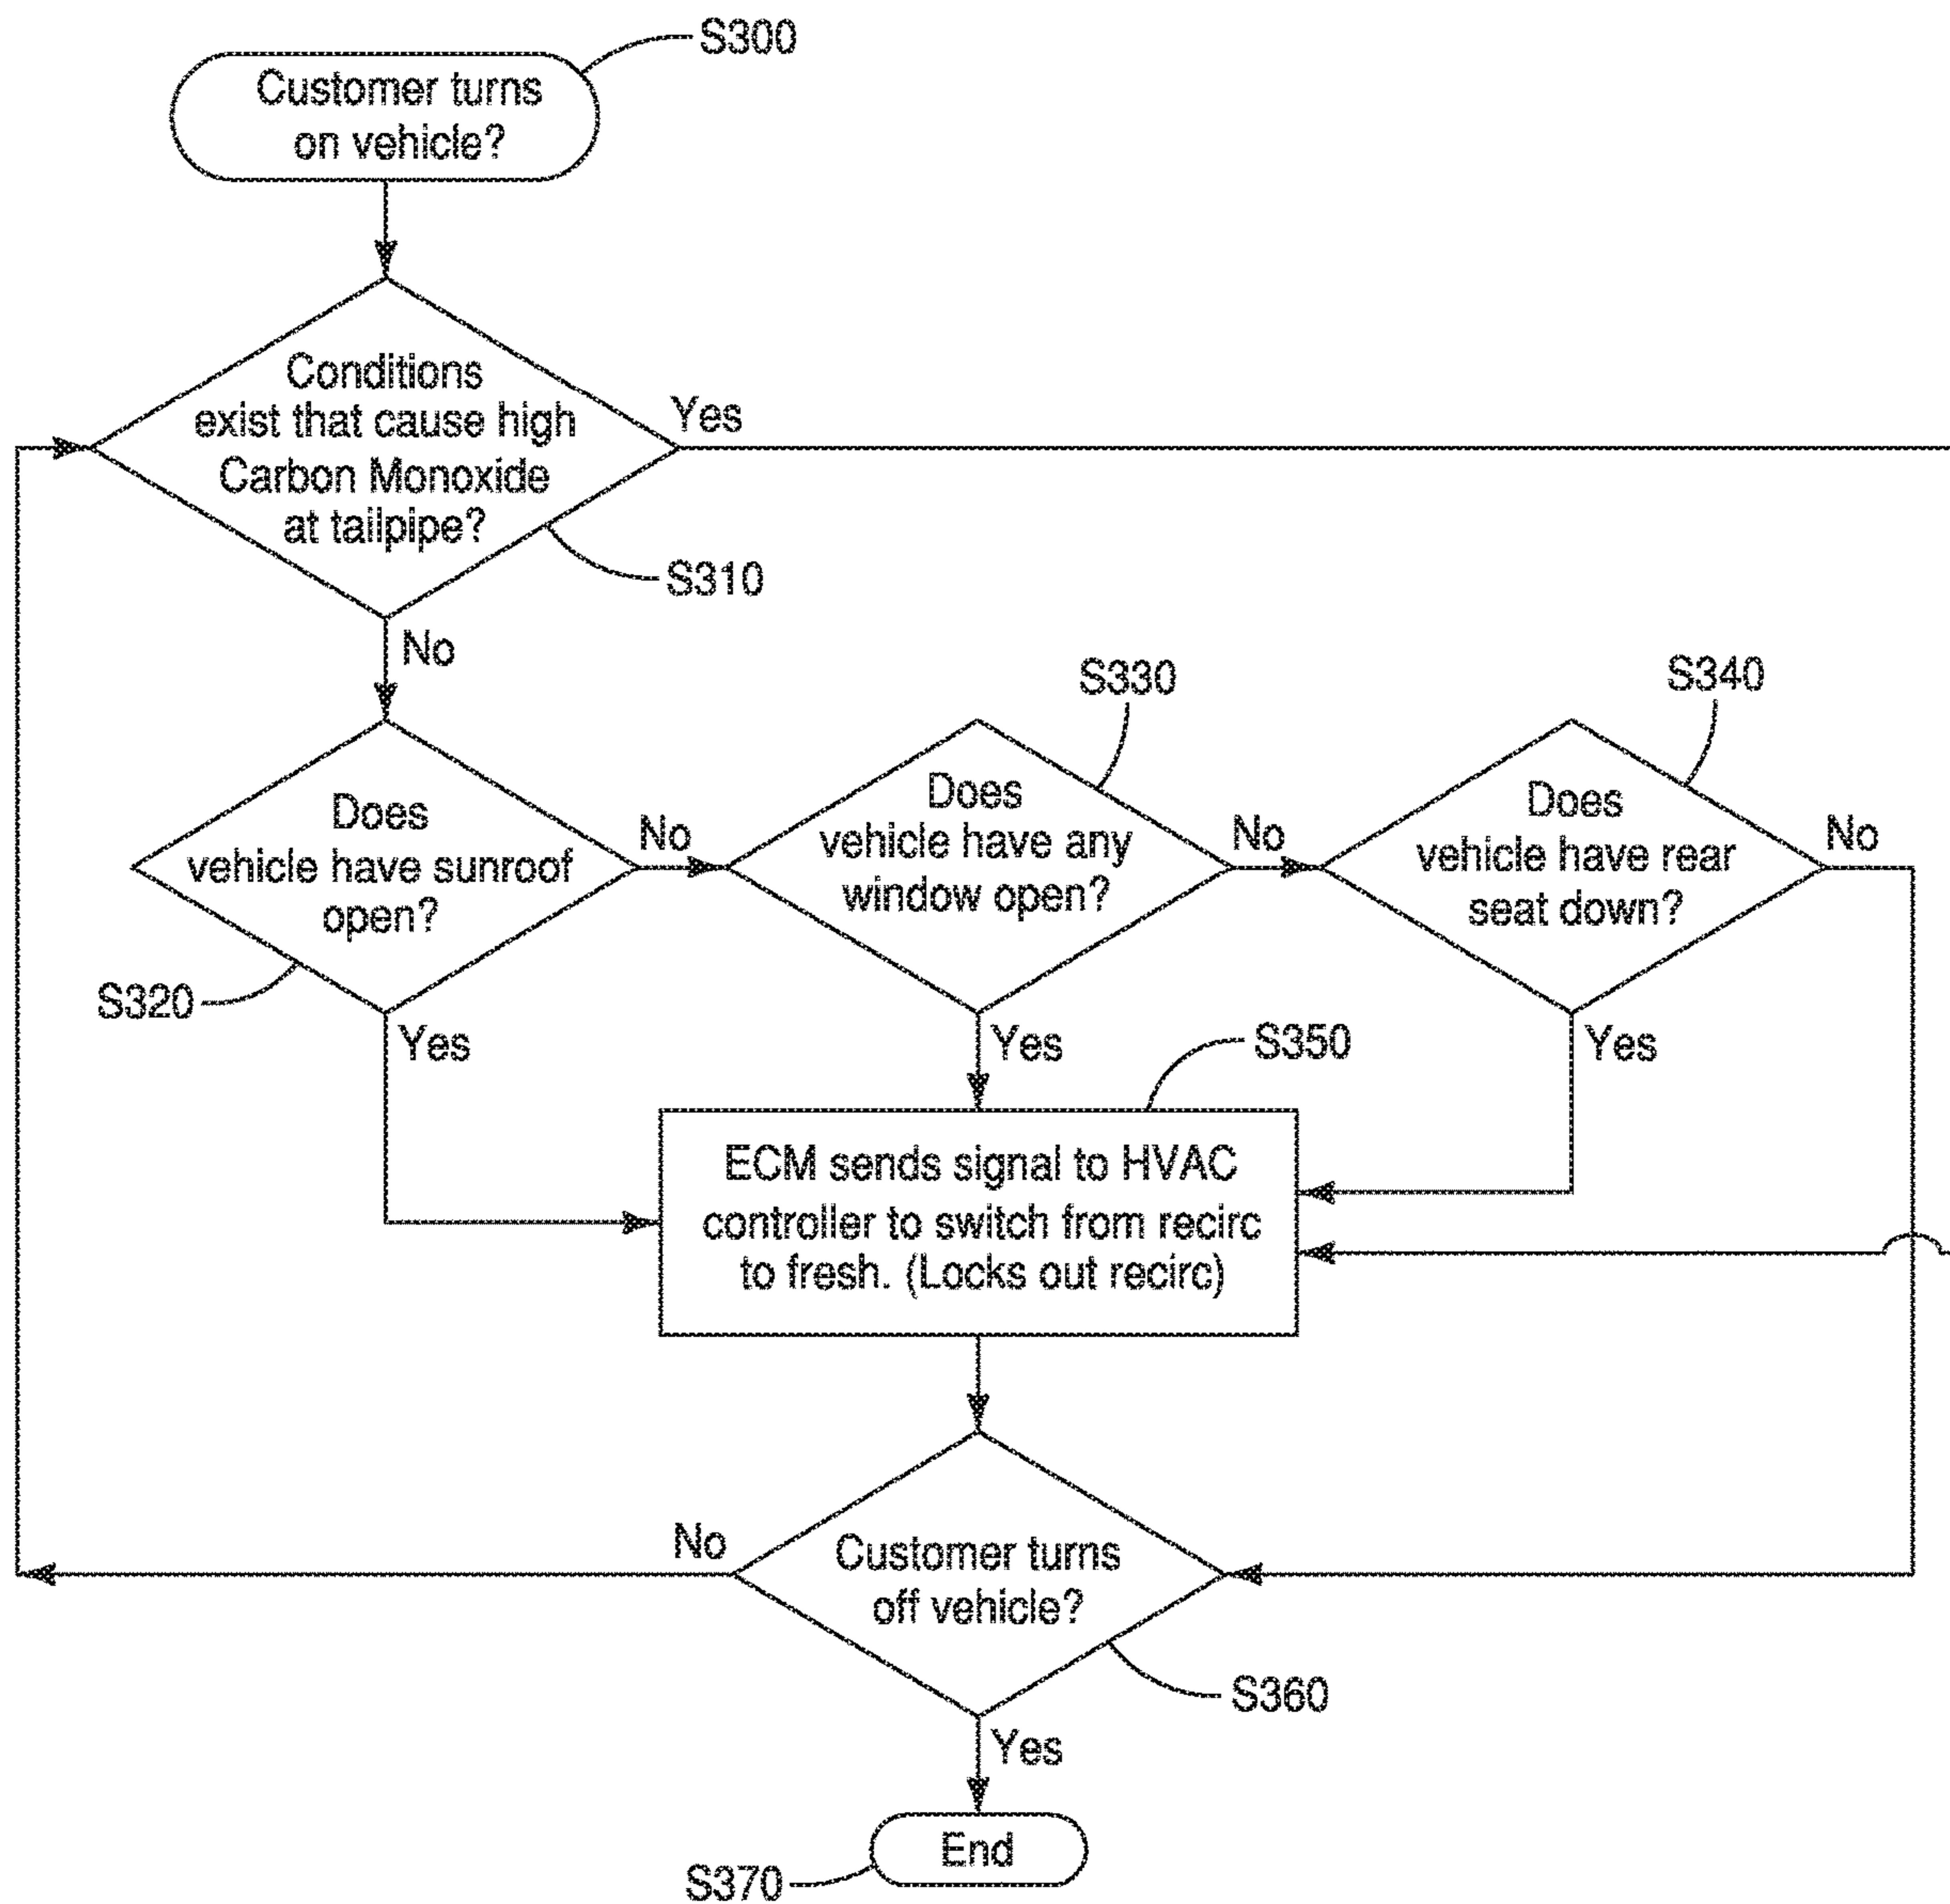 S300
Customer turns
on vehicle?
Conditions
exist that cause high
Carbon Monoxide
at tailpipe?
Yes
S310
No
S330
S340
Does
vehicle have sunroof
open?
No
Does
vehicle have any
window open?
No
Does
vehicle have rear
seat down?
No
S320
Yes
Yes
S350
Yes
ECM sends signal to HVAC
controller to switch from recirc
to fresh. (Locks out recirc)
No
Customer turns
off vehicle?
S360
Yes
End
S370